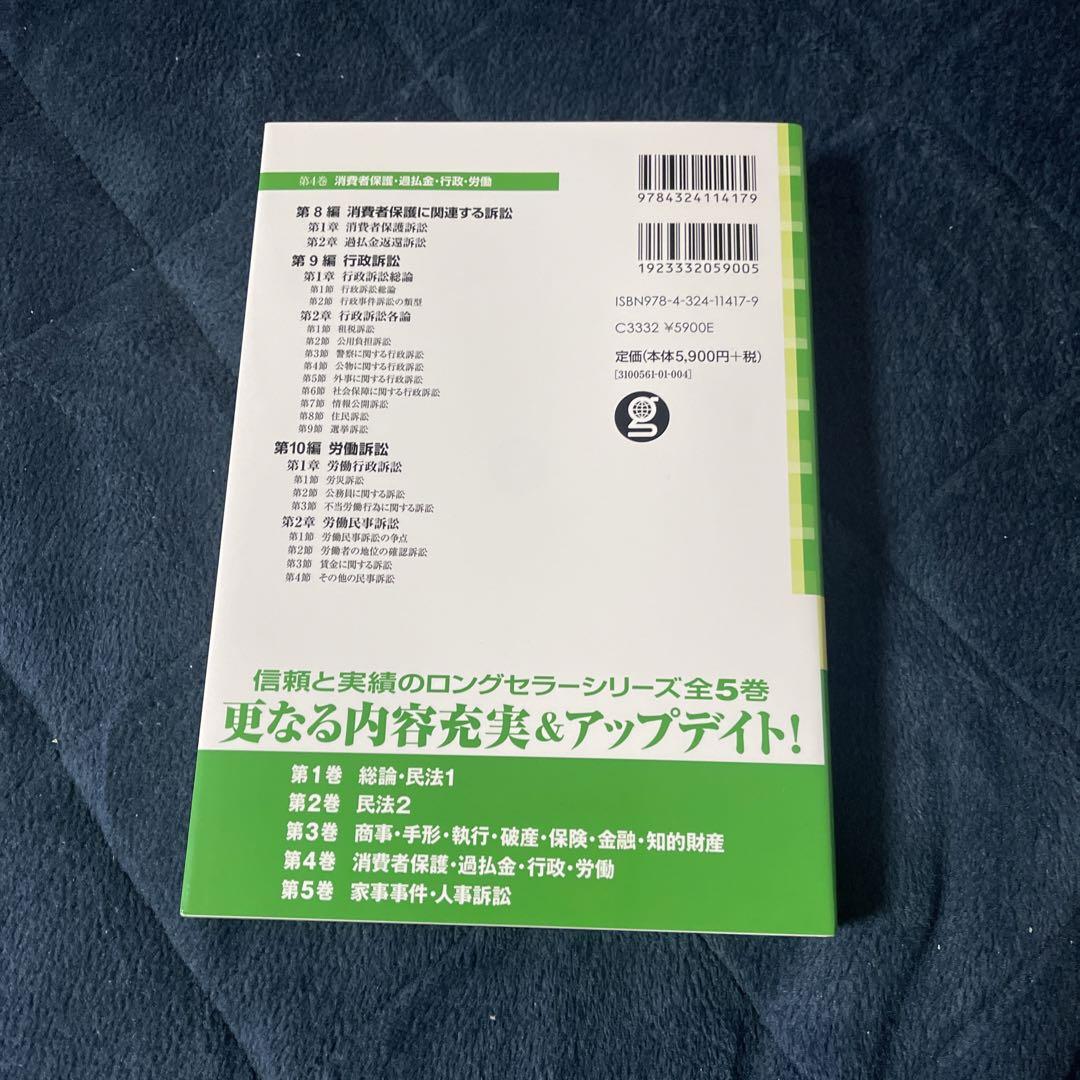 第4巻 消費者保護・過払金・行政・労働
第8編 消費者保護に関連する訴訟
第1章 消費者保護訴訟
第2章 過払金返還訴訟
第9編 行政訴訟
第1章 行政訴訟総論
第1節 行政訴訟総論
第2節 行政事件訴訟の類型
第2章 行政訴訟各論
第1節 租税訴訟
第2節 公用負担訴訟
第3節 警察に関する行政訴訟
第4節 公物に関する行政訴訟
第5節 外事に関する行政訴訟
第6節 社会保障に関する行政訴訟
第7節 情報公開訴訟
第8節 住民訴訟
第9節 選挙訴訟
第10編 労働訴訟
第1章 労働行政訴訟
第1節 労災訴訟
第2節 公務員に関する訴訟
第3節 不当労働行為に関する訴訟
第2章 労働民事訴訟
第1節 労働民事訴訟の争点
第2節 労働者の地位の確認訴訟
第3節 賃金に関する訴訟
第4節 その他の民事訴訟
9784324114179
1923332059005
ISBN978-4-324-11417-9
C3332 ¥5900E
定価(本体5,900円+税)
[3100561-01-004]
g
信頼と実績のロングセラーシリーズ全5巻
更なる内容充実&アップデイト!
第1巻 総論・民法1
第2巻 民法2
第3巻 商事・手形・執行・破産・保険・金融・知的財産
第4巻 消費者保護・過払金・行政・労働
第5巻 家事事件・人事訴訟